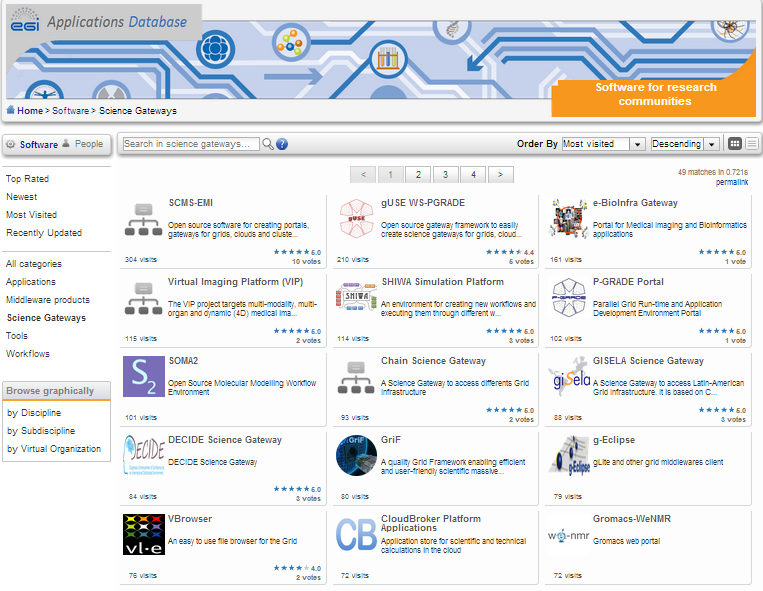 egi Applications Database
Software for research
communities
Home > Software > Science Gateways
Software People
Search in science gateways...
Order By Most visited Descending
Top Rated
Newest
Most Visited
Recently Updated
All categories
Applications
Middleware products
Science Gateways
Tools
Workflows
Browse graphically
by Discipline
by Subdiscipline
by Virtual Organization
< 1 2 3 4 >
49 matches in 0.721s
permalink
SCMS-EMI
Open source software for creating portals,
gateways for grids, clouds and cluste...
304 visits
5.0
10 votes
gUSE WS-PGRADE
gUSE
Open source gateway framework to easily
create science gateways for grids, cloud...
210 visits
4.4
5 votes
e-BioInfra Gateway
Portal for Medical Imaging and Bioinformatics
applications
161 visits
5.0
1 vote
Virtual Imaging Platform (VIP)
The VIP project targets multi-modality, multi-
organ and dynamic (4D) medical ima...
115 visits
5.0
2 votes
SHIWA Simulation Platform
SHIWA
An environment for creating new workflows and
executing them through different w...
114 visits
5.0
3 votes
P-GRADE Portal
P-GRADE
Parallel Grid Run-time and Application
Development Environment Portal
102 visits
5.0
1 vote
SOMA2
S2
Open Source Molecular Modelling Workflow
Environment
101 visits
Chain Science Gateway
A Science Gateway to access differents Grid
Infrastructure
93 visits
5.0
2 votes
GISELA Science Gateway
gisela
A Science Gateway to access Latin-American
Grid infrastructure. It is based on C...
88 visits
5.0
3 votes
DECIDE Science Gateway
DECIDE
DECIDE Science Gateway
84 visits
5.0
3 votes
GriF
GriF
A quality Grid Framework enabling efficient
and user-friendly scientific massive...
80 visits
g-Eclipse
g-Eclipse
gLite and other grid middlewares client
79 visits
VBrowser
vl-e
An easy to use file browser for the Grid
76 visits
4.0
2 votes
CloudBroker Platform
Applications
CB
Application store for scientific and technical
calculations in the cloud
72 visits
Gromacs-WeNMR
we-nmr
Gromacs web portal
72 visits